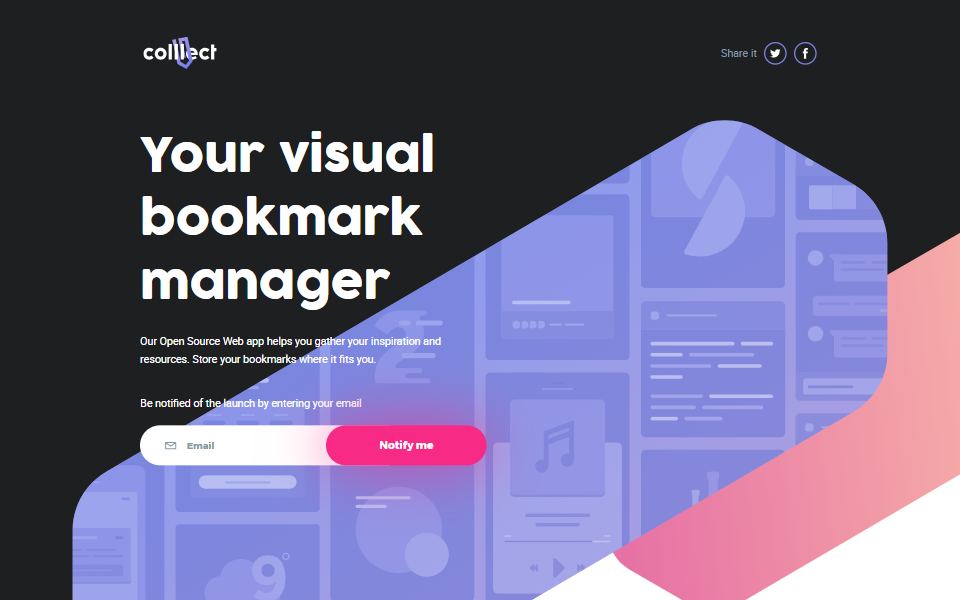 colllect
Share it
Your visual
bookmark
manager
Our Open Source Web app helps you gather your inspiration and
resources. Store your bookmarks where it fits you.
Be notified of the launch by entering your email
Email
Notify me
2
9°